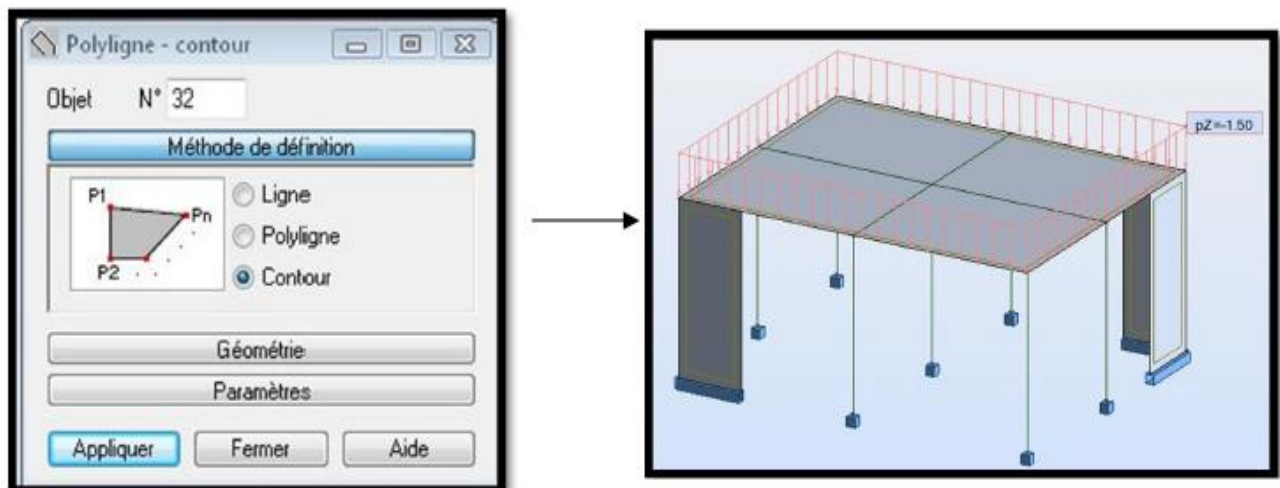 Polyligne - contour
Objet N° 32
Méthode de définition
P1
Pn
P2
Ligne
Polyligne
Contour
Géométrie
Paramètres
Appliquer Fermer Aide
pZ=-1.50